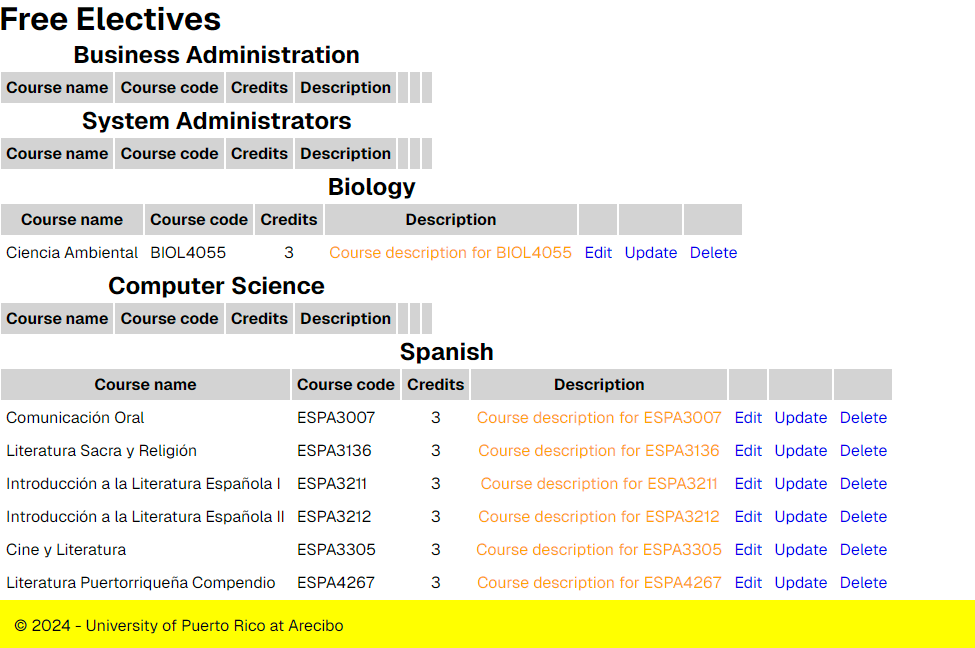 Free Electives
Business Administration
Course name Course code Credits Description
System Administrators
Course name Course code Credits Description
Biology
Course name Course code Credits Description
Ciencia Ambiental BIOL4055 3 Course description for BIOL4055 Edit Update Delete
Computer Science
Course name Course code Credits Description
Spanish
Course name Course code Credits Description
Comunicación Oral ESPA3007 3 Course description for ESPA3007 Edit Update Delete
Literatura Sacra y Religión ESPA3136 3 Course description for ESPA3136 Edit Update Delete
Introducción a la Literatura Española I ESPA3211 3 Course description for ESPA3211 Edit Update Delete
Introducción a la Literatura Española II ESPA3212 3 Course description for ESPA3212 Edit Update Delete
Cine y Literatura ESPA3305 3 Course description for ESPA3305 Edit Update Delete
Literatura Puertorriqueña Compendio ESPA4267 3 Course description for ESPA4267 Edit Update Delete
© 2024 - University of Puerto Rico at Arecibo